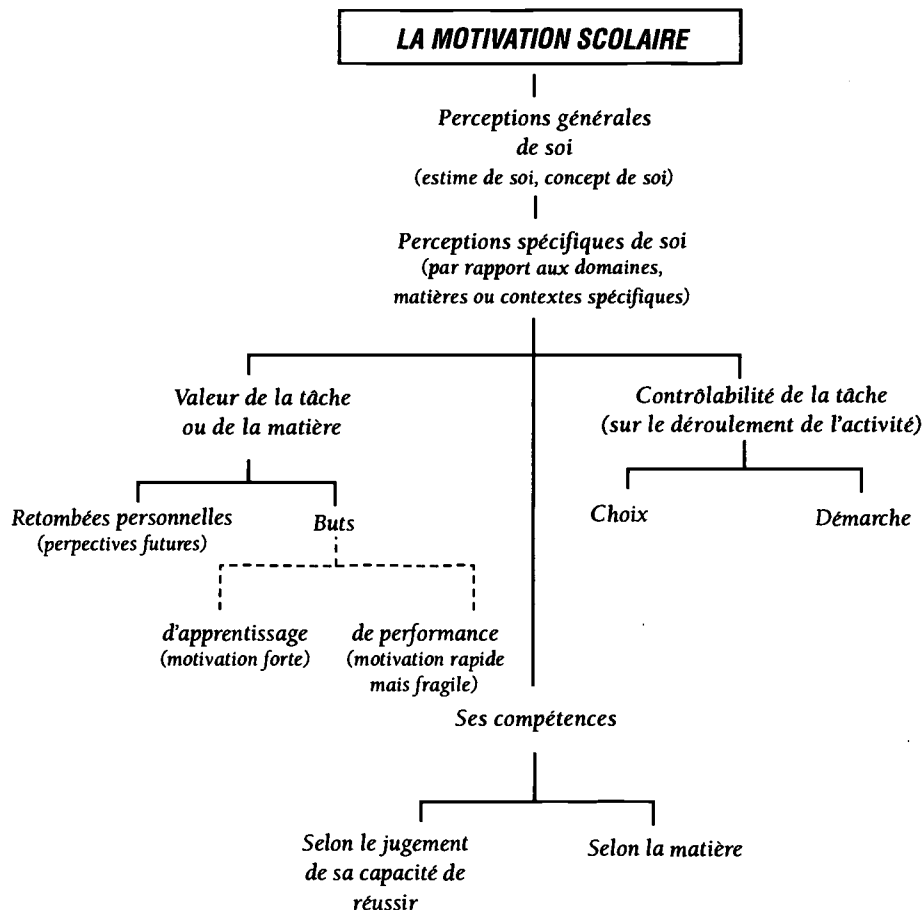 LA MOTIVATION SCOLAIRE
Perceptions générales
de soi
(estime de soi, concept de soi)
Perceptions spécifiques de soi
(par rapport aux domaines,
matières ou contextes spécifiques)
Valeur de la tâche
ou de la matière
Contrôlabilité de la tâche
(sur le déroulement de l'activité)
Retombées personnelles
(perpectives futures)
Buts
Choix
Démarche
d'apprentissage
(motivation forte)
de performance
(motivation rapide
mais fragile)
Ses compétences
Selon le jugement
de sa capacité de
réussir
Selon la matière